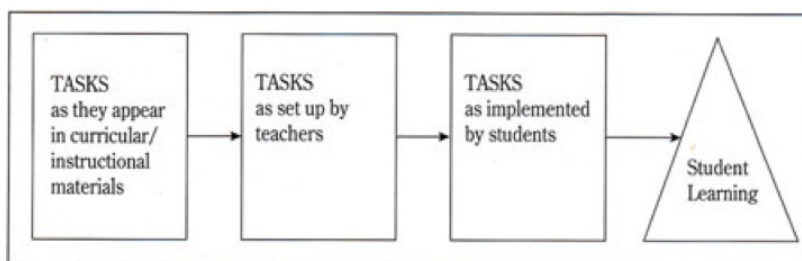 TASKS
as they appear
in curricular/
instructional
materials
TASKS
as set up by
teachers
TASKS
as implemented
by students
Student
Learning